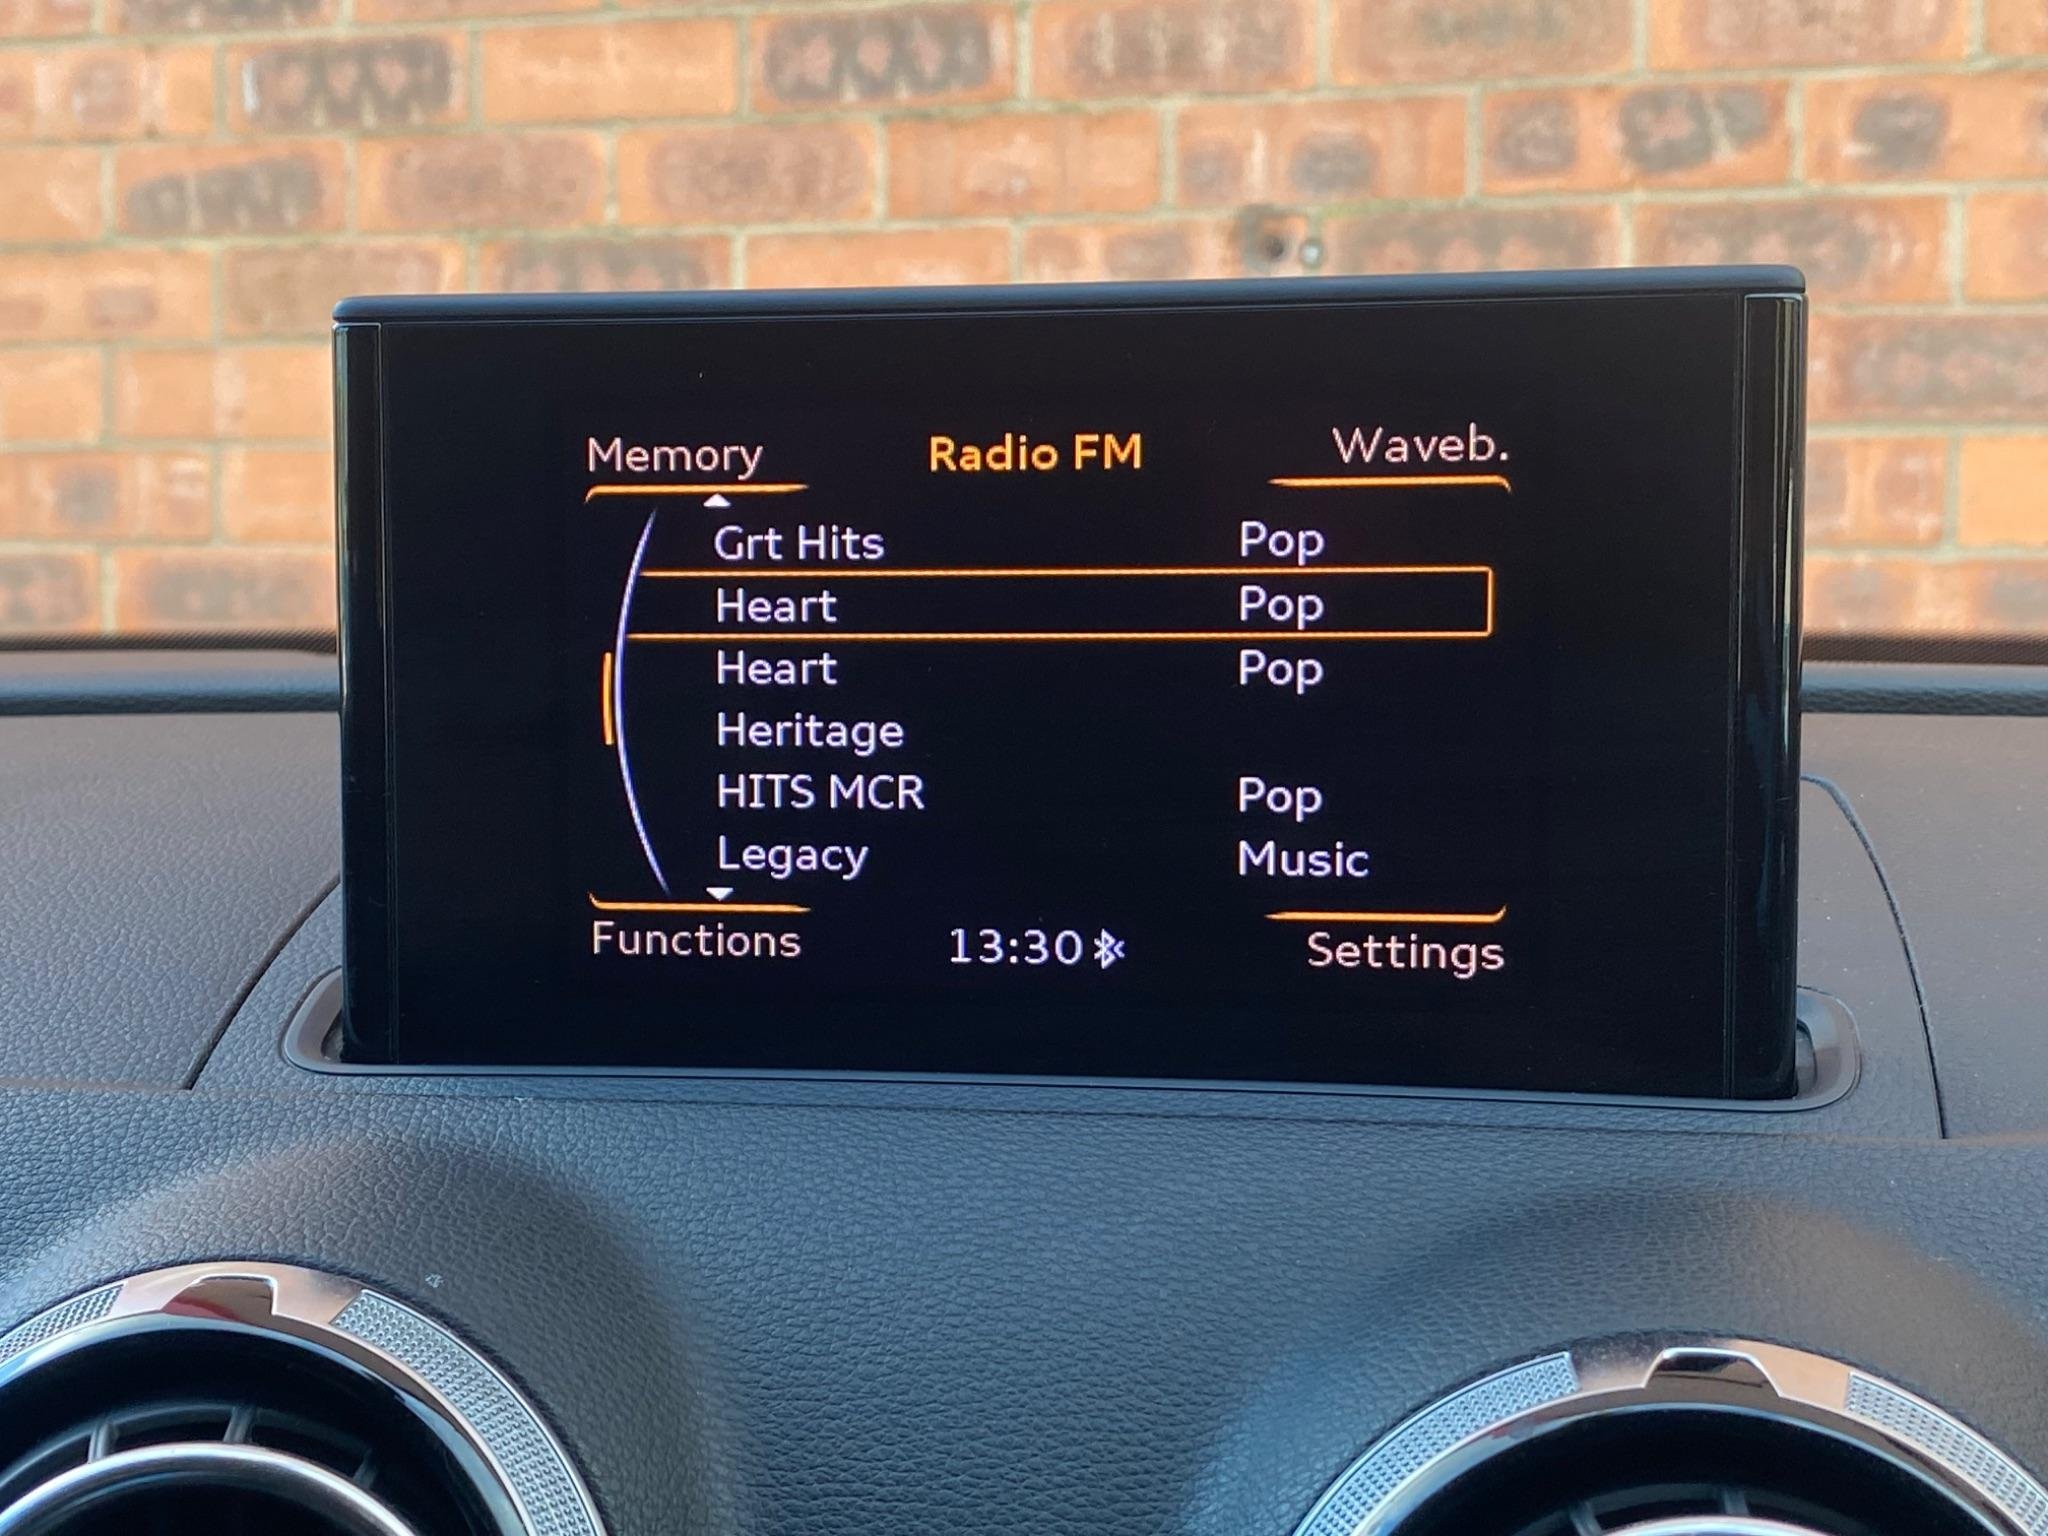 Memory Radio FM Waveb.
Grt Hits Pop
Heart Pop
Heart Pop
Heritage
HITS MCR Pop
Legacy Music
Functions 13:30 Settings